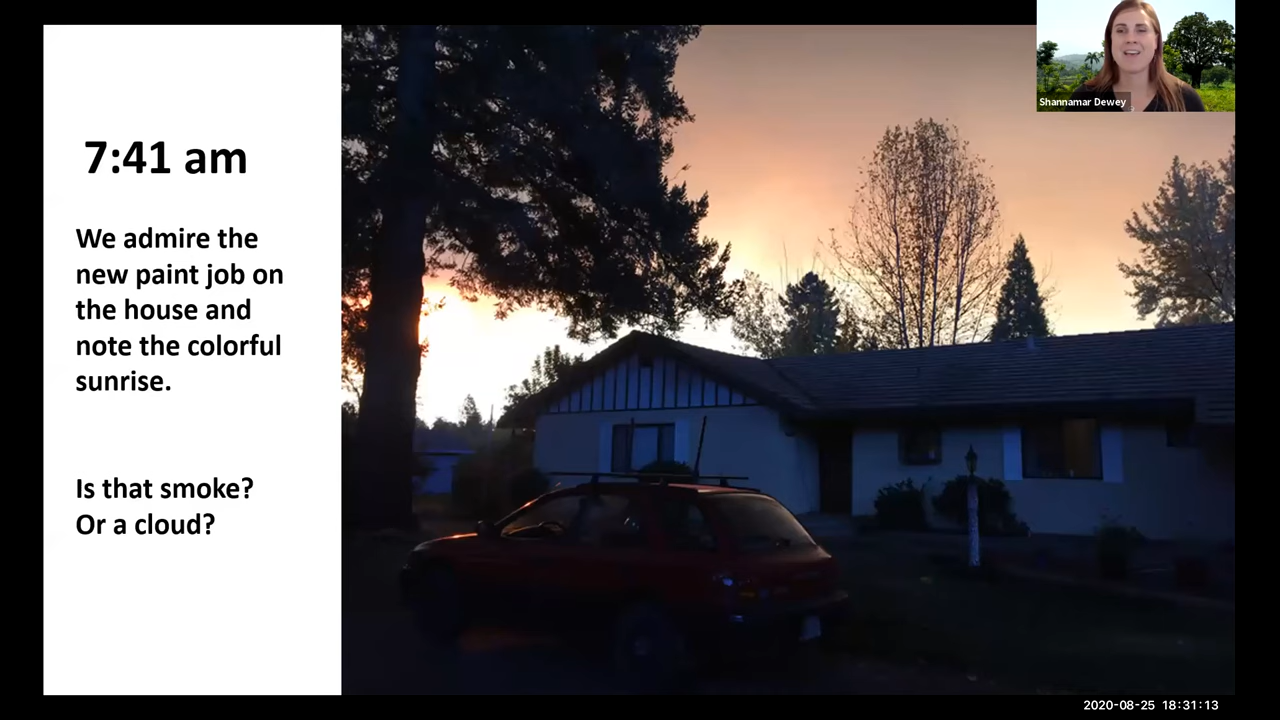 Shannamar Dewey
7:41 am
We admire the
new paint job on
the house and
note the colorful
sunrise.
Is that smoke?
Or a cloud?
2020-08-25 18:31:13